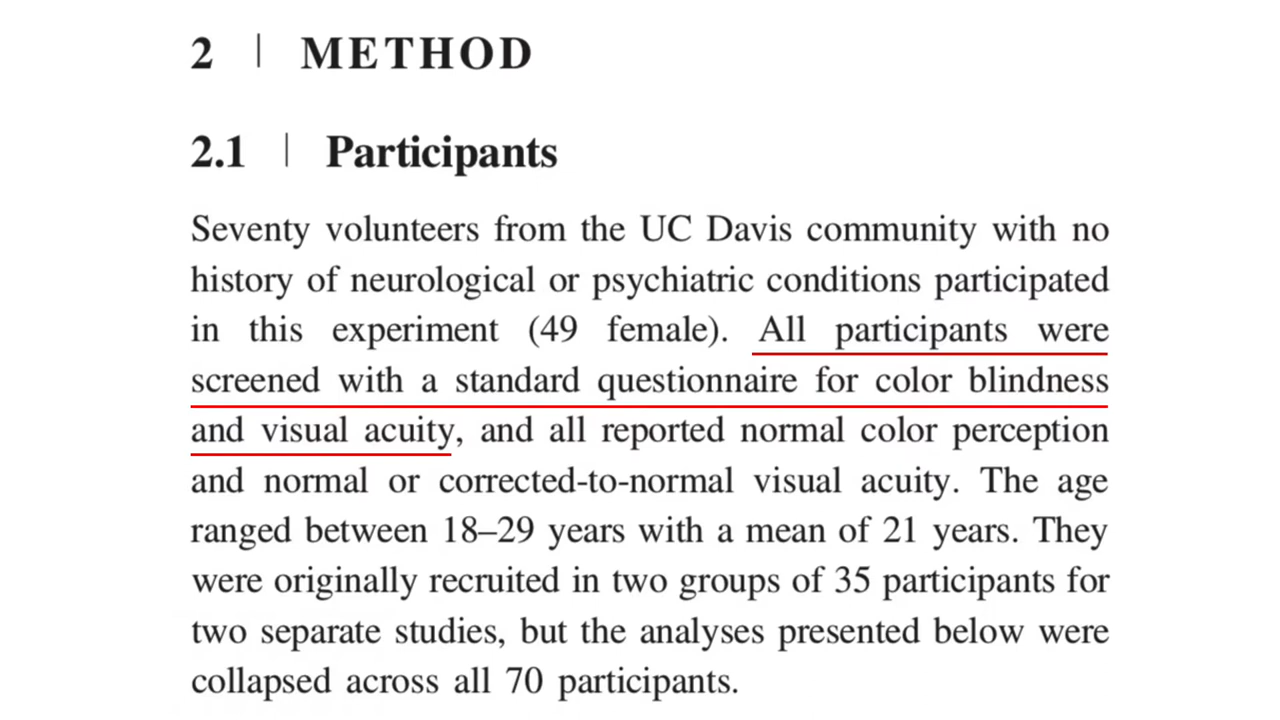 2 | METHOD
2.1 | Participants
Seventy volunteers from the UC Davis community with no
history of neurological or psychiatric conditions participated
in this experiment (49 female). All participants were
screened with a standard questionnaire for color blindness
and visual acuity, and all reported normal color perception
and normal or corrected-to-normal visual acuity. The age
ranged between 18–29 years with a mean of 21 years. They
were originally recruited in two groups of 35 participants for
two separate studies, but the analyses presented below were
collapsed across all 70 participants.